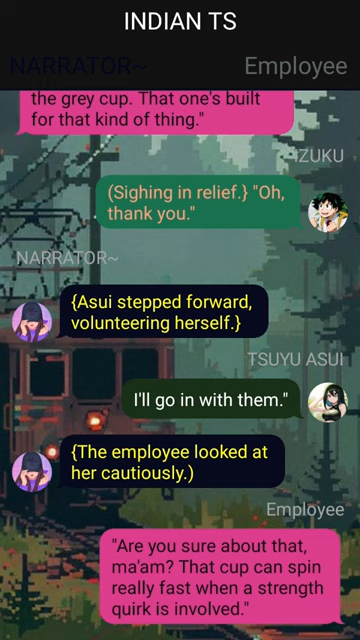 INDIAN TS
NARRATOR~
Employee
the grey cup. That one's built
for that kind of thing."
IZUKU
(Sighing in relief.} "Oh,
thank you."
NARRATOR~
{Asui stepped forward,
volunteering herself.}
TSUYU ASUI
I'll go in with them."
{The employee looked at
her cautiously.)
Employee
"Are you sure about that,
ma'am? That cup can spin
really fast when a strength
quirk is involved."